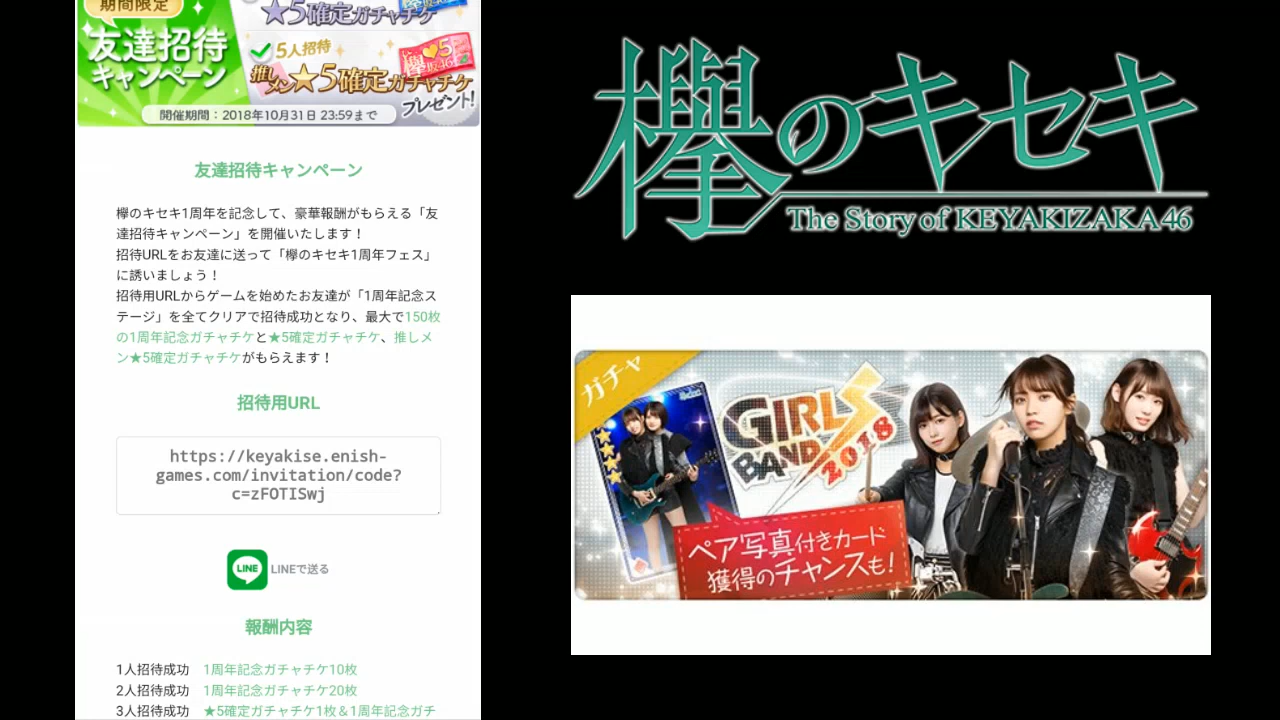 期間限定
友達招待
キャンペーン
★5確定ガチャチケ
5人招待
推しメン★5確定ガチャチケ
プレゼント!
開催期間：2018年10月31日 23:59まで
友達招待キャンペーン
欅のキセキ1周年を記念して、豪華報酬がもらえる「友
達招待キャンペーン」を開催いたします！
招待URLをお友達に送って「欅のキセキ1周年フェス」
に誘いましょう！
招待用URLからゲームを始めたお友達が「1周年記念ス
テージ」を全てクリアで招待成功となり、最大で150枚
の1周年記念ガチャチケと★5確定ガチャチケ、推しメ
ン★5確定ガチャチケがもらえます！
招待用URL
https://keyakise.enish-
games.com/invitation/code?
c=zFOTISwj
LINE
LINEで送る
報酬内容
1人招待成功　1周年記念ガチャチケ10枚
2人招待成功　1周年記念ガチャチケ20枚
3人招待成功　★5確定ガチャチケ1枚＆1周年記念ガチ
欅のキセキ
The Story of KEYAKIZAKA46
ガチャ
GIRLS
BAND
2018
ペア写真付きカード
獲得のチャンスも!